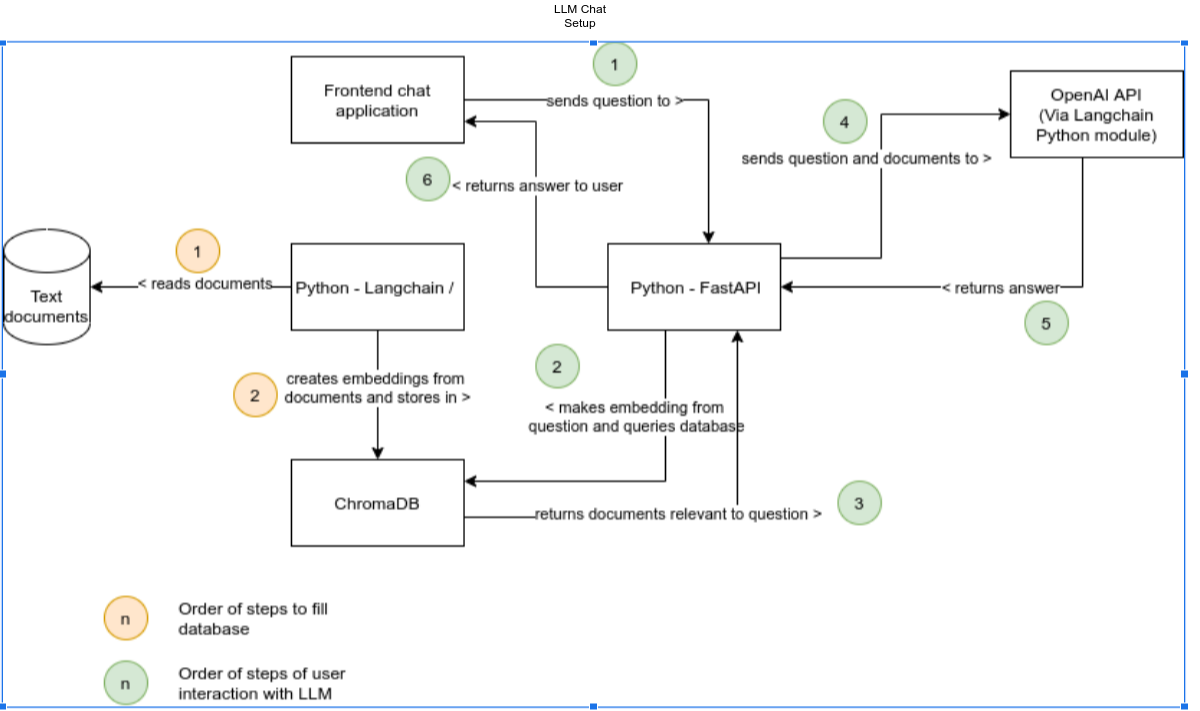 LLM Chat
Setup
1
Frontend chat
application
sends question to >
OpenAI API
(Via Langchain
Python module)
4
sends question and documents to >
6
< returns answer to user
1
< reads documents
Text
documents
Python - Langchain /
Python - FastAPI
< returns answer
5
2
creates embeddings from
documents and stores in >
2
< makes embedding from
question and queries database
ChromaDB
returns documents relevant to question >
3
n
Order of steps to fill
database
n
Order of steps of user
interaction with LLM